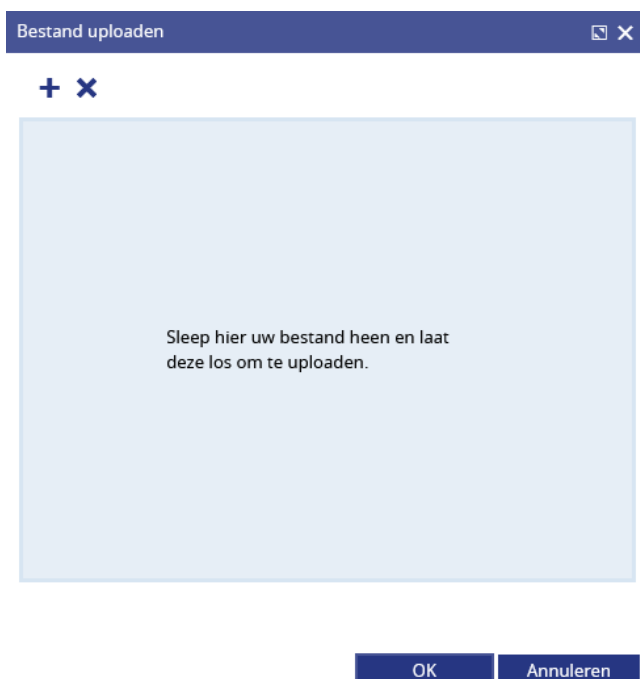 Bestand uploaden
Sleep hier uw bestand heen en laat
deze los om te uploaden.
OK
Annuleren